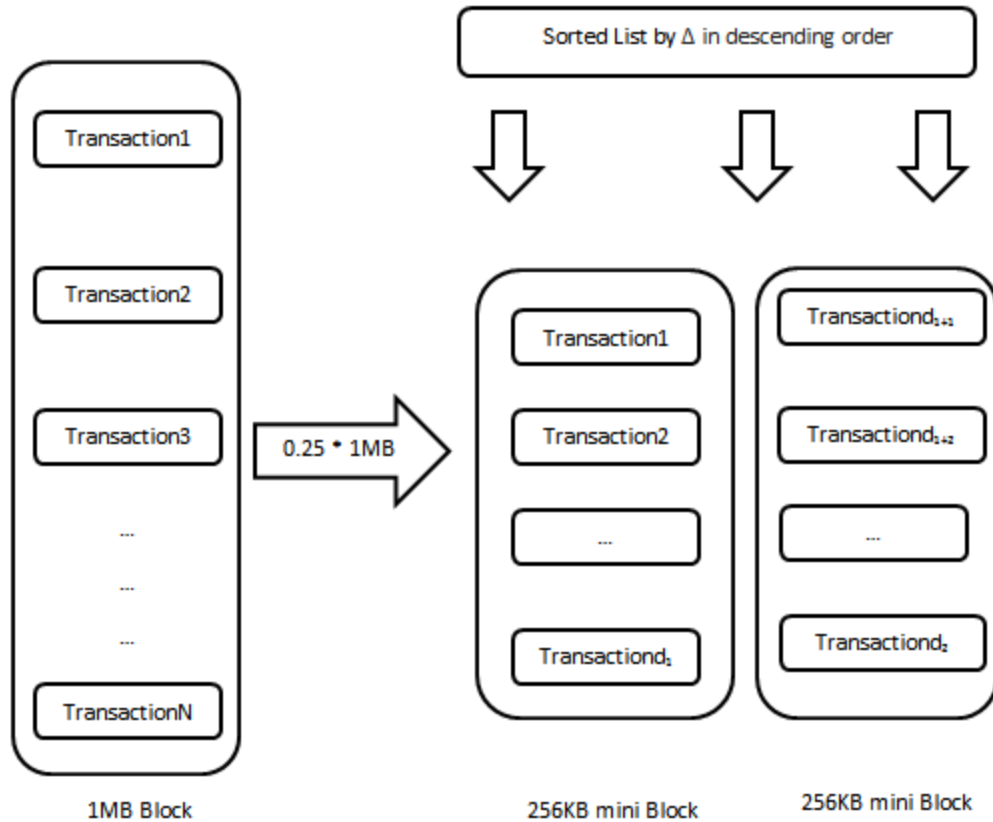 Sorted List by Δ in descending order
Transaction1
Transaction2
Transaction3
...
...
...
TransactionN
1MB Block
0.25 * 1MB
Transaction1
Transaction2
...
Transactiond₁
256KB mini Block
Transactiond₁₊₁
Transactiond₁₊₂
...
Transactiond₂
256KB mini Block